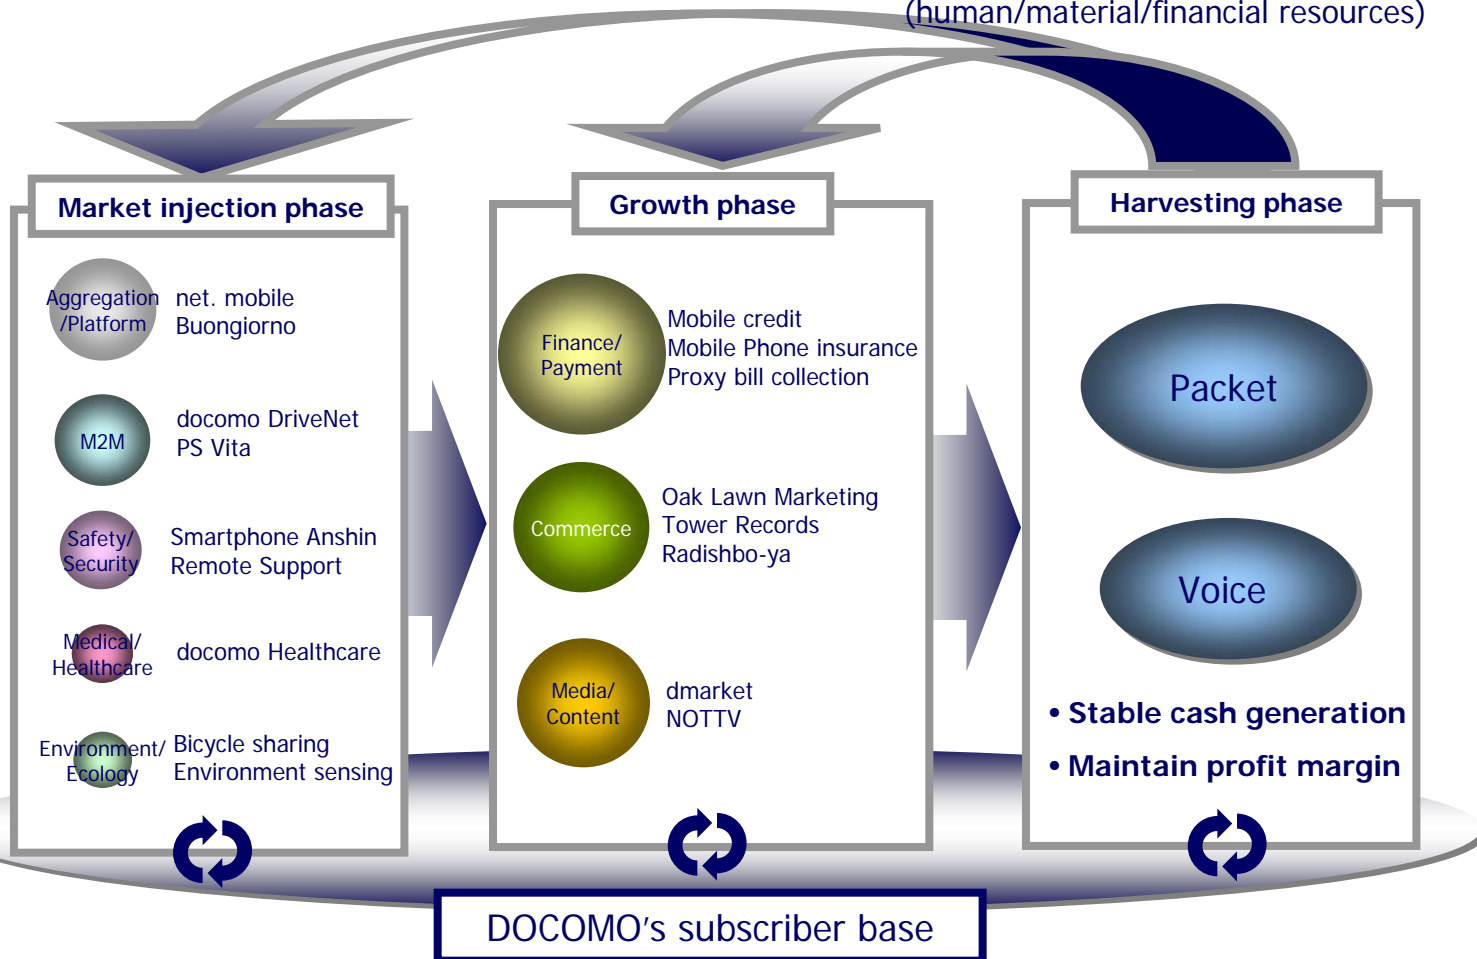 (human/material/financial resources)
Market injection phase
Aggregation
/Platform
net. mobile
Buongiorno
M2M
docomo DriveNet
PS Vita
Safety/
Security
Smartphone Anshin
Remote Support
Medical/
Healthcare
docomo Healthcare
Environment/
Ecology
Bicycle sharing
Environment sensing
Growth phase
Finance/
Payment
Mobile credit
Mobile Phone insurance
Proxy bill collection
Commerce
Oak Lawn Marketing
Tower Records
Radishbo-ya
Media/
Content
dmarket
NOTTV
Harvesting phase
Packet
Voice
• Stable cash generation
• Maintain profit margin
DOCOMO's subscriber base